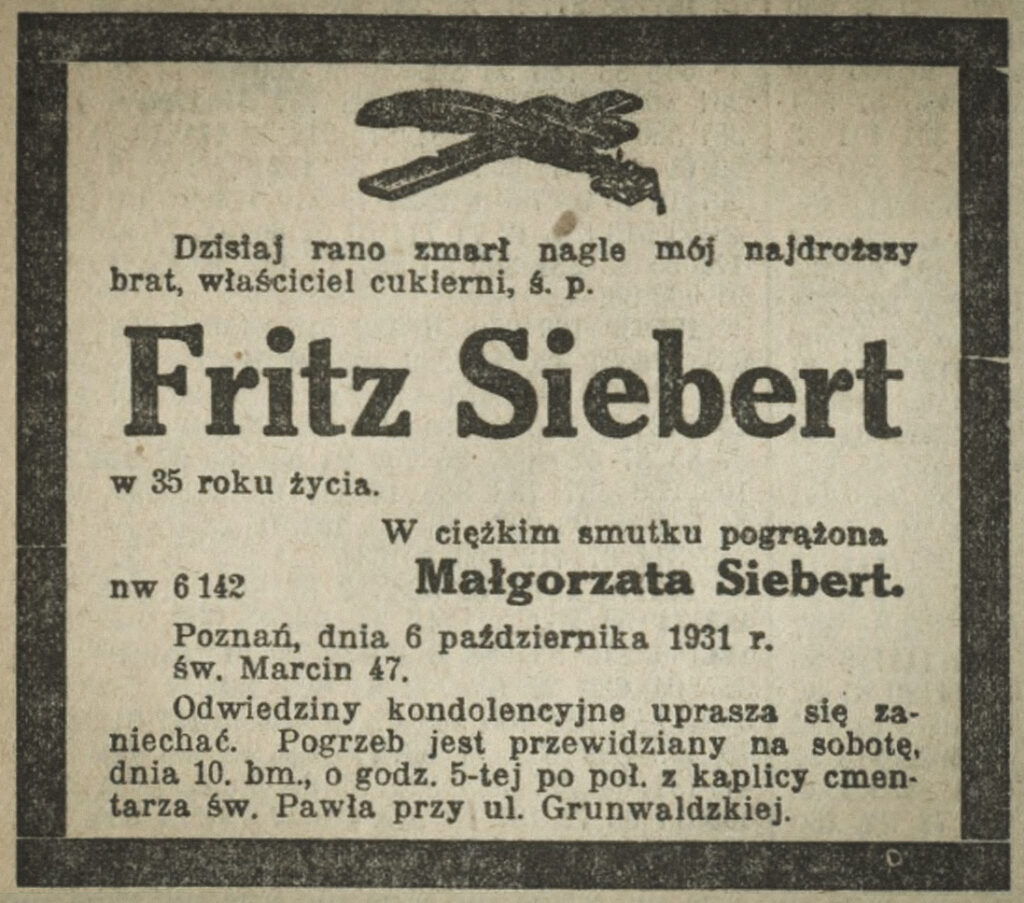 Dzisiaj rano zmarł nagle mój najdroższy
brat, właściciel cukierni, ś. p.
Fritz Siebert
w 35 roku życia.
W ciężkim smutku pogrążona
nw 6142 Małgorzata Siebert.
Poznań, dnia 6 października 1931 r.
św. Marcin 47.
Odwiedziny kondolencyjne uprasza się za-
niechać. Pogrzeb jest przewidziany na sobotę,
dnia 10. bm., o godz. 5-tej po poł. z kaplicy cmen-
tarza św. Pawła przy ul. Grunwaldzkiej.